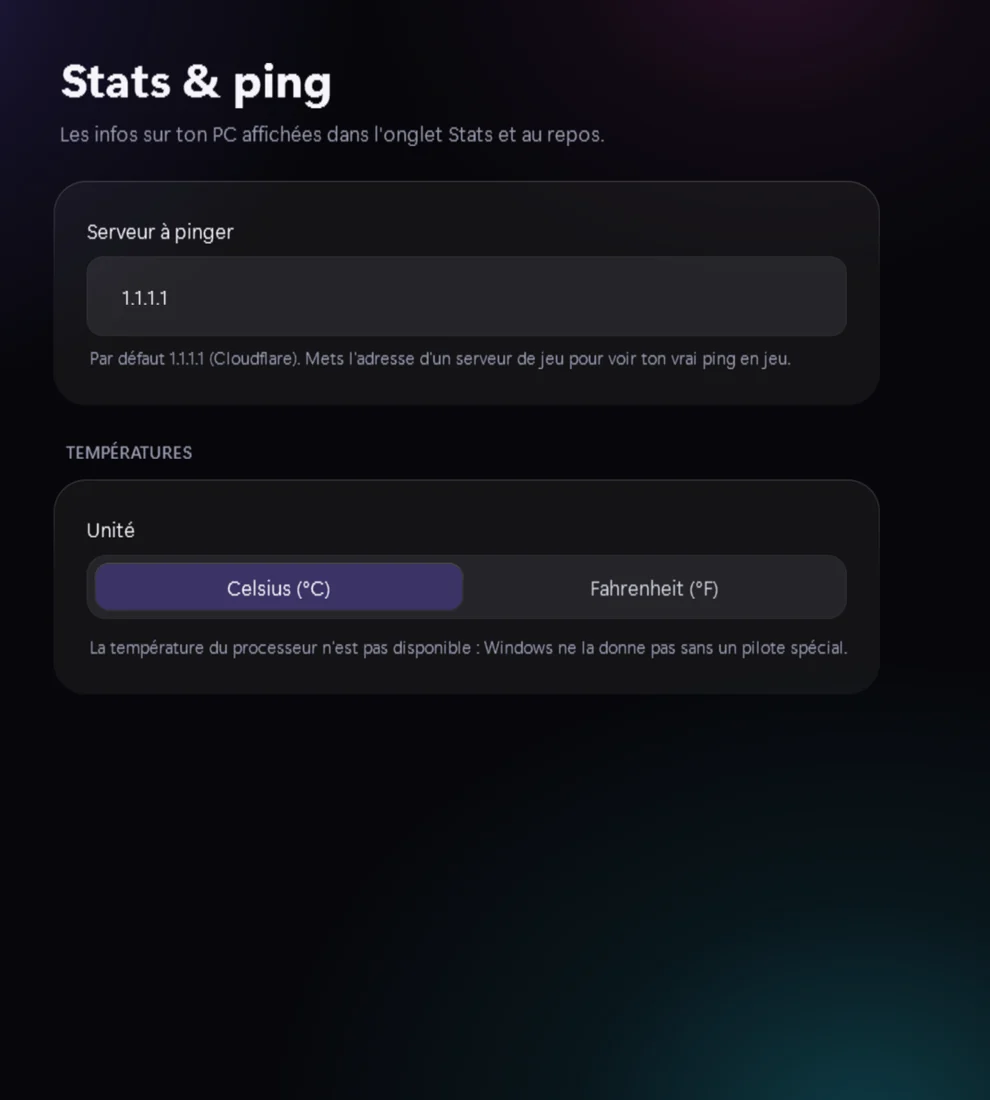 Stats & ping
Les infos sur ton PC affichées dans l'onglet Stats et au repos.
Serveur à pinger
1.1.1.1
Par défaut 1.1.1.1 (Cloudflare). Mets l'adresse d'un serveur de jeu pour voir ton vrai ping en jeu.
TEMPÉRATURES
Unité
Celsius (°C)
Fahrenheit (°F)
La température du processeur n'est pas disponible : Windows ne la donne pas sans un pilote spécial.